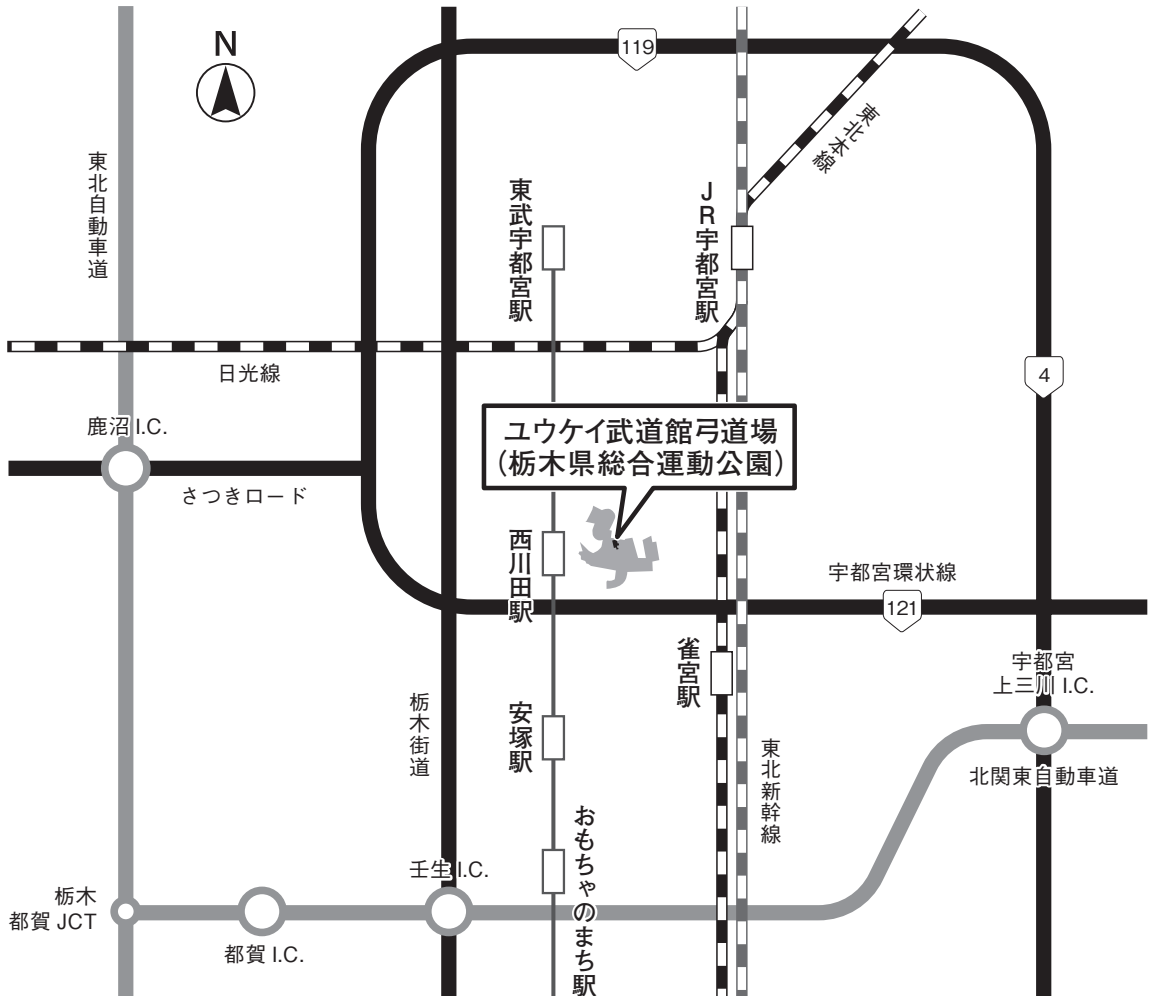 N
119
東北自動車道
東武宇都宮駅
JR宇都宮駅
東北本線
日光線
4
鹿沼 I.C.
さつきロード
ユウケイ武道館弓道場
(栃木県総合運動公園)
西川田駅
宇都宮環状線
121
雀宮駅
宇都宮
上三川 I.C.
栃木街道
安塚駅
東北新幹線
北関東自動車道
おもちゃのまち駅
壬生 I.C.
栃木
都賀 JCT
都賀 I.C.